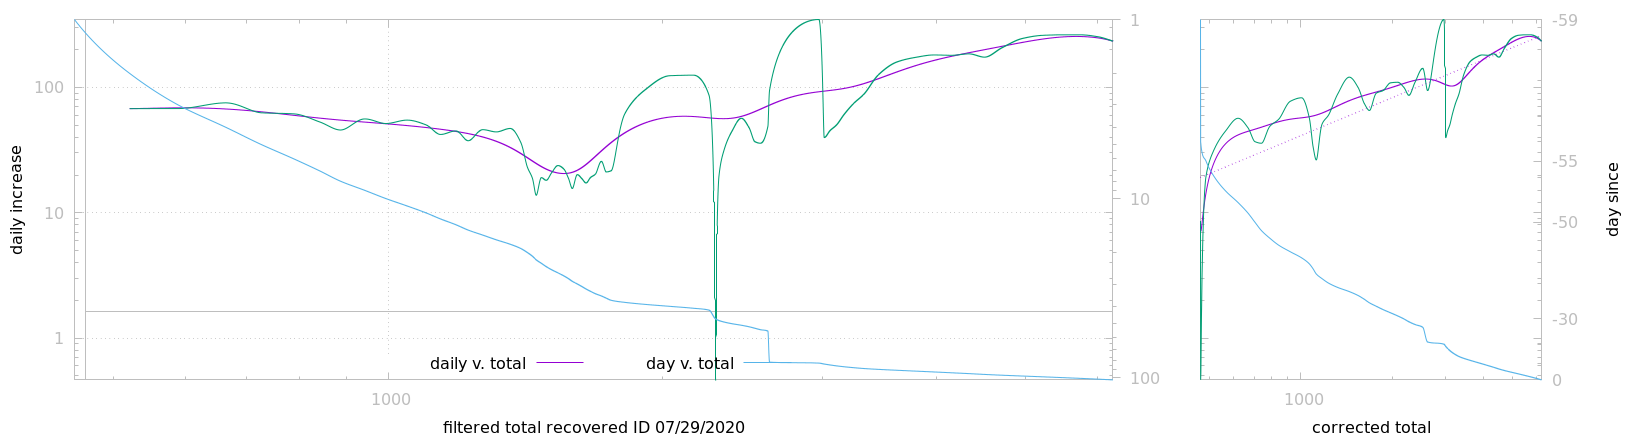 daily increase
100
10
1
1000
1
10
100
daily v. total
day v. total
filtered total recovered ID 07/29/2020
1000
corrected total
-59
-55
-50
-30
0
day since